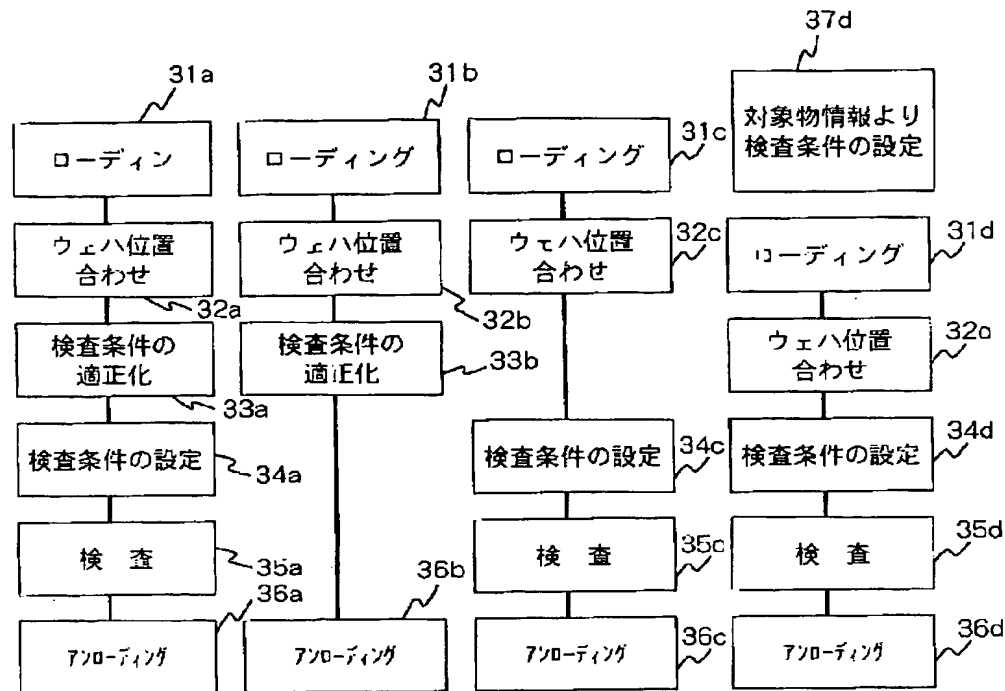 37d
対象物情報より
検査条件の設定
31a
ローディン
ウェハ位置
合わせ
32a
検査条件の
適正化
33a
検査条件の設定
34a
検 査
35a
36a
アンローディング
31b
ローディング
ウェハ位置
合わせ
32b
検査条件の
適正化
33b
36b
アンローディング
ローディング
31c
ウェハ位置
合わせ
32c
検査条件の設定
34c
検 査
35c
アンローディング
36c
ローディング
31d
ウェハ位置
合わせ
32d
検査条件の設定
34d
検 査
35d
アンローディング
36d